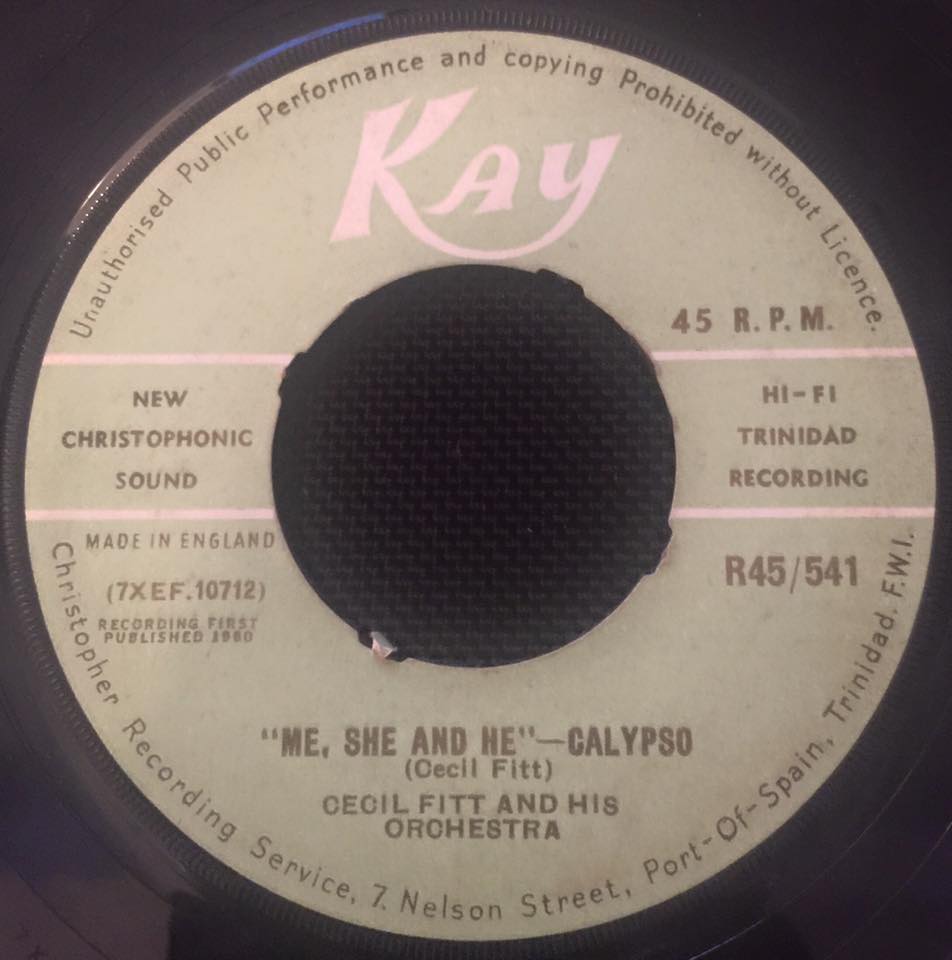 Unauthorised Public Performance and copying Prohibited without Licence.
Kay
45 R.P.M.
NEW
CHRISTOPHONIC
SOUND
HI-FI
TRINIDAD
RECORDING
MADE IN ENGLAND
(7XEF.10712)
RECORDING FIRST
PUBLISHED 1960
R45/541
"ME, SHE AND HE"—CALYPSO
(Cecil Fitt)
CECIL FITT AND HIS
ORCHESTRA
Christopher Recording Service, 7. Nelson Street, Port-Of-Spain, Trinidad. F.W.I.